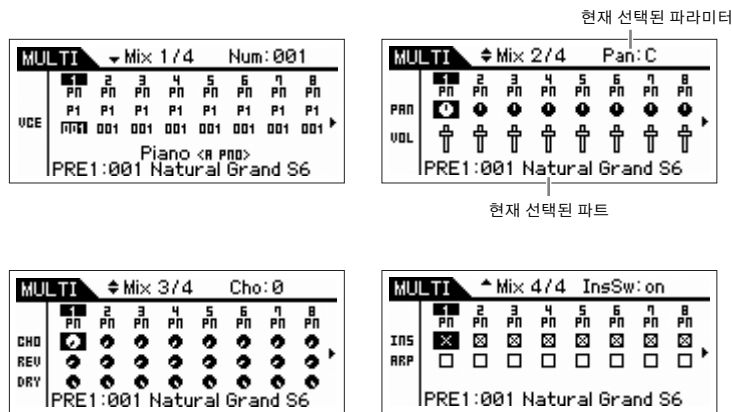 현재 선택된 파라미터
MULTI Mix 1/4 Num:001
1 2 3 4 5 6 7 8
Pn Pn Pn Pn Pn Pn Pn Pn
P1 P1 P1 P1 P1 P1 P1 P1
VCE 001 001 001 001 001 001 001 001
Piano <A PNO>
PRE1:001 Natural Grand S6
MULTI Mix 2/4 Pan:C
1 2 3 4 5 6 7 8
Pn Pn Pn Pn Pn Pn Pn Pn
PAN
VOL
PRE1:001 Natural Grand S6
현재 선택된 파트
MULTI Mix 3/4 Cho:0
1 2 3 4 5 6 7 8
Pn Pn Pn Pn Pn Pn Pn Pn
CHO
REV
DRY
PRE1:001 Natural Grand S6
MULTI Mix 4/4 InsSw:on
1 2 3 4 5 6 7 8
Pn Pn Pn Pn Pn Pn Pn Pn
INS
ARP
PRE1:001 Natural Grand S6